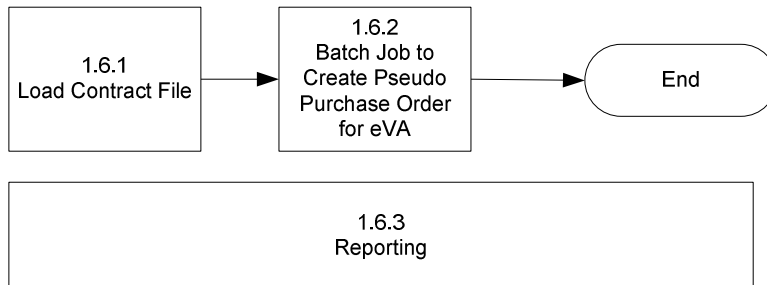 1.6.1
Load Contract File
1.6.2
Batch Job to
Create Pseudo
Purchase Order
for eVA
End
1.6.3
Reporting